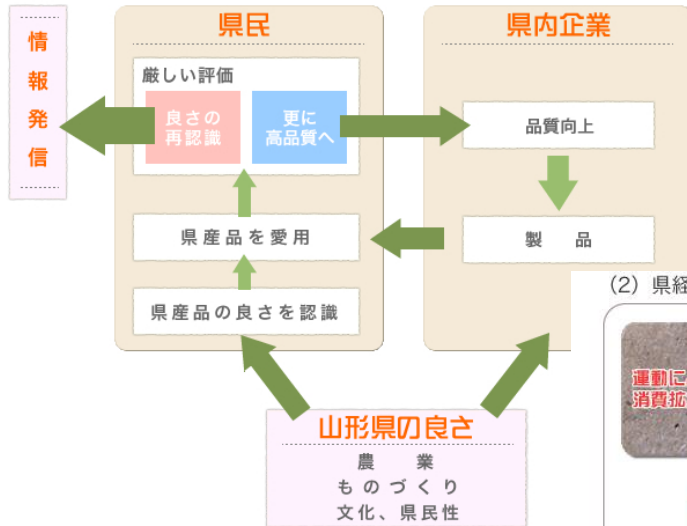 情報発信
県民
厳しい評価
良さの
再認識
更に
高品質へ
県産品を愛用
県産品の良さを認識
県内企業
品質向上
製　品
(2) 県経
運動に
消費拡
山形県の良さ
農　業
ものづくり
文化、県民性